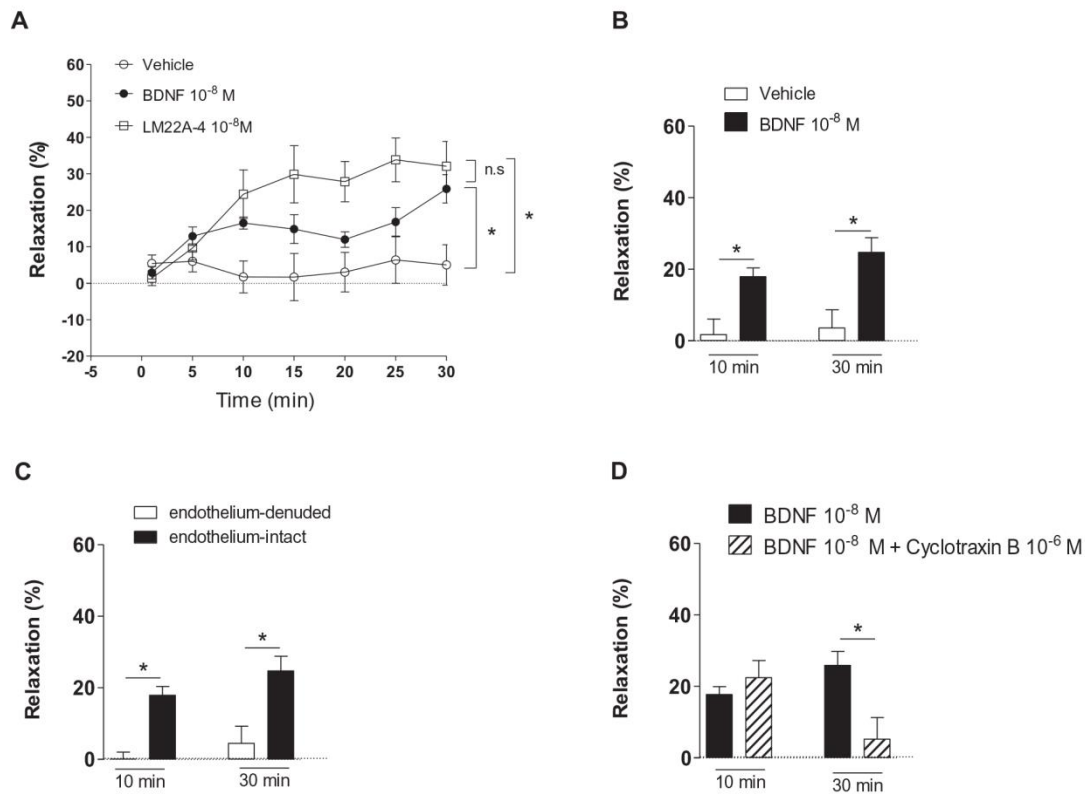 A
Vehicle
BDNF 10⁻⁸ M
LM22A-4 10⁻⁸M
Relaxation (%)
60
50
40
30
20
10
0
-10
-20
n.s
*
*
-5 0 5 10 15 20 25 30
Time (min)
B
Vehicle
BDNF 10⁻⁸ M
Relaxation (%)
60
40
20
0
*
*
10 min 30 min
C
endothelium-denuded
endothelium-intact
Relaxation (%)
60
40
20
0
*
*
10 min 30 min
D
BDNF 10⁻⁸ M
BDNF 10⁻⁸ M + Cyclotraxin B 10⁻⁶ M
Relaxation (%)
60
40
20
0
*
10 min 30 min